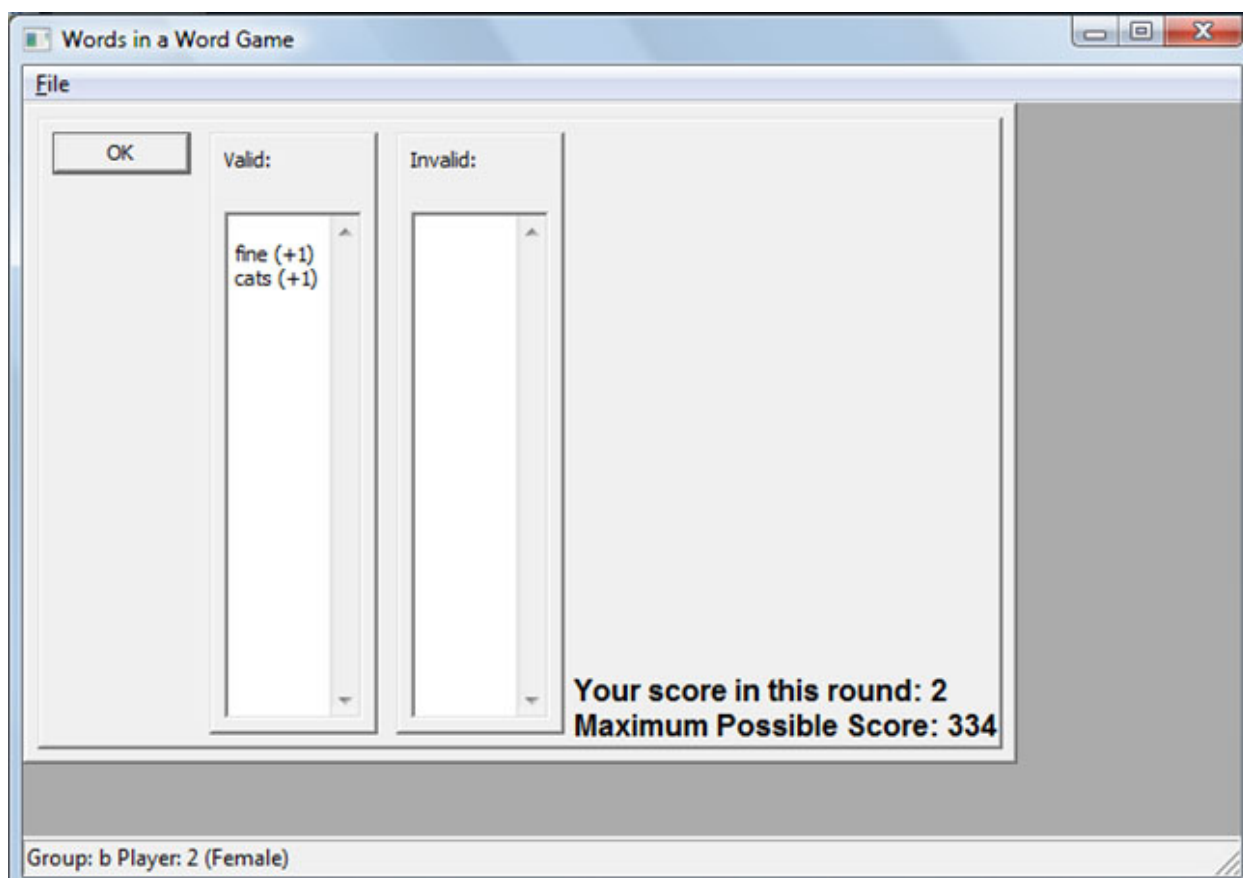 Words in a Word Game
File
OK
Valid:
Invalid:
fine (+1)
cats (+1)
Your score in this round: 2
Maximum Possible Score: 334
Group: b Player: 2 (Female)